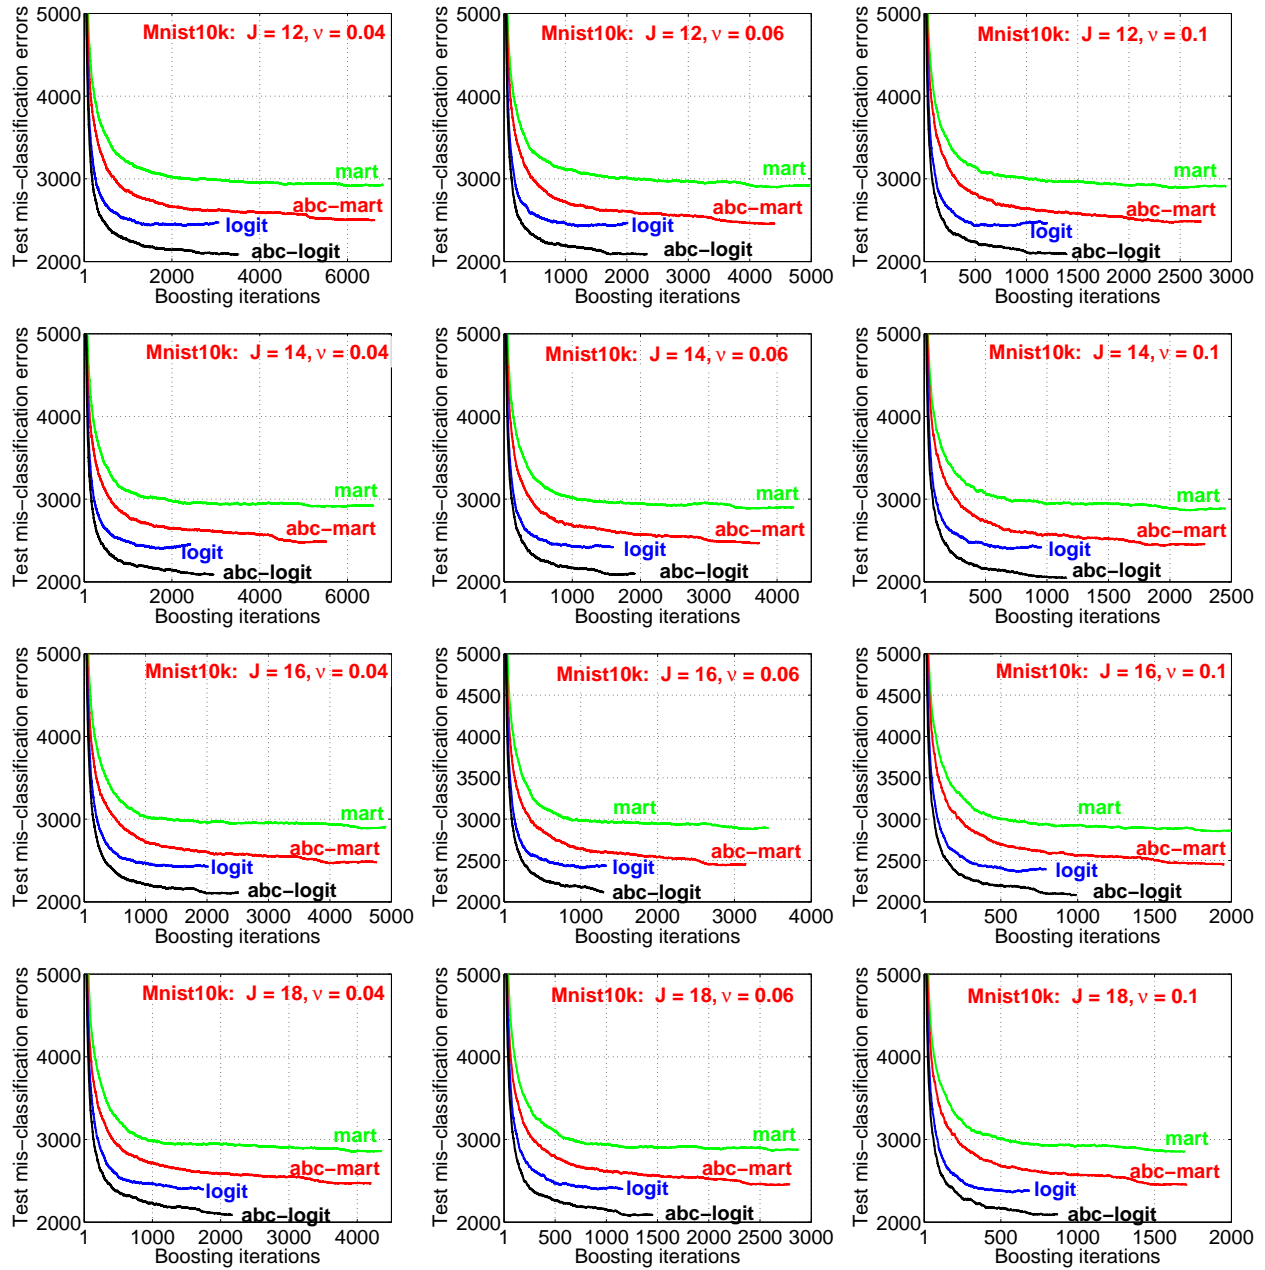 Test mis-classification errors
5000
4000
3000
2000
Mnist10k: J = 12, ν = 0.04
mart
abc-mart
logit
abc-logit
1 2000 4000 6000
Boosting iterations
Test mis-classification errors
5000
4000
3000
2000
Mnist10k: J = 12, ν = 0.06
mart
abc-mart
logit
abc-logit
1 1000 2000 3000 4000 5000
Boosting iterations
Test mis-classification errors
5000
4000
3000
2000
Mnist10k: J = 12, ν = 0.1
mart
abc-mart
logit
abc-logit
1 500 1000 1500 2000 2500 3000
Boosting iterations
Test mis-classification errors
5000
4000
3000
2000
Mnist10k: J = 14, ν = 0.04
mart
abc-mart
logit
abc-logit
1 2000 4000 6000
Boosting iterations
Test mis-classification errors
5000
4000
3000
2000
Mnist10k: J = 14, ν = 0.06
mart
abc-mart
logit
abc-logit
1 1000 2000 3000 4000
Boosting iterations
Test mis-classification errors
5000
4000
3000
2000
Mnist10k: J = 14, ν = 0.1
mart
abc-mart
logit
abc-logit
1 500 1000 1500 2000 2500
Boosting iterations
Test mis-classification errors
5000
4000
3000
2000
Mnist10k: J = 16, ν = 0.04
mart
abc-mart
logit
abc-logit
1 1000 2000 3000 4000 5000
Boosting iterations
Test mis-classification errors
5000
4500
4000
3500
3000
2500
2000
Mnist10k: J = 16, ν = 0.06
mart
abc-mart
logit
abc-logit
1 1000 2000 3000 4000
Boosting iterations
Test mis-classification errors
5000
4500
4000
3500
3000
2500
2000
Mnist10k: J = 16, ν = 0.1
mart
abc-mart
logit
abc-logit
1 500 1000 1500 2000
Boosting iterations
Test mis-classification errors
5000
4000
3000
2000
Mnist10k: J = 18, ν = 0.04
mart
abc-mart
logit
abc-logit
1 1000 2000 3000 4000
Boosting iterations
Test mis-classification errors
5000
4000
3000
2000
Mnist10k: J = 18, ν = 0.06
mart
abc-mart
logit
abc-logit
1 500 1000 1500 2000 2500 3000
Boosting iterations
Test mis-classification errors
5000
4000
3000
2000
Mnist10k: J = 18, ν = 0.1
mart
abc-mart
logit
abc-logit
1 500 1000 1500 2000
Boosting iterations